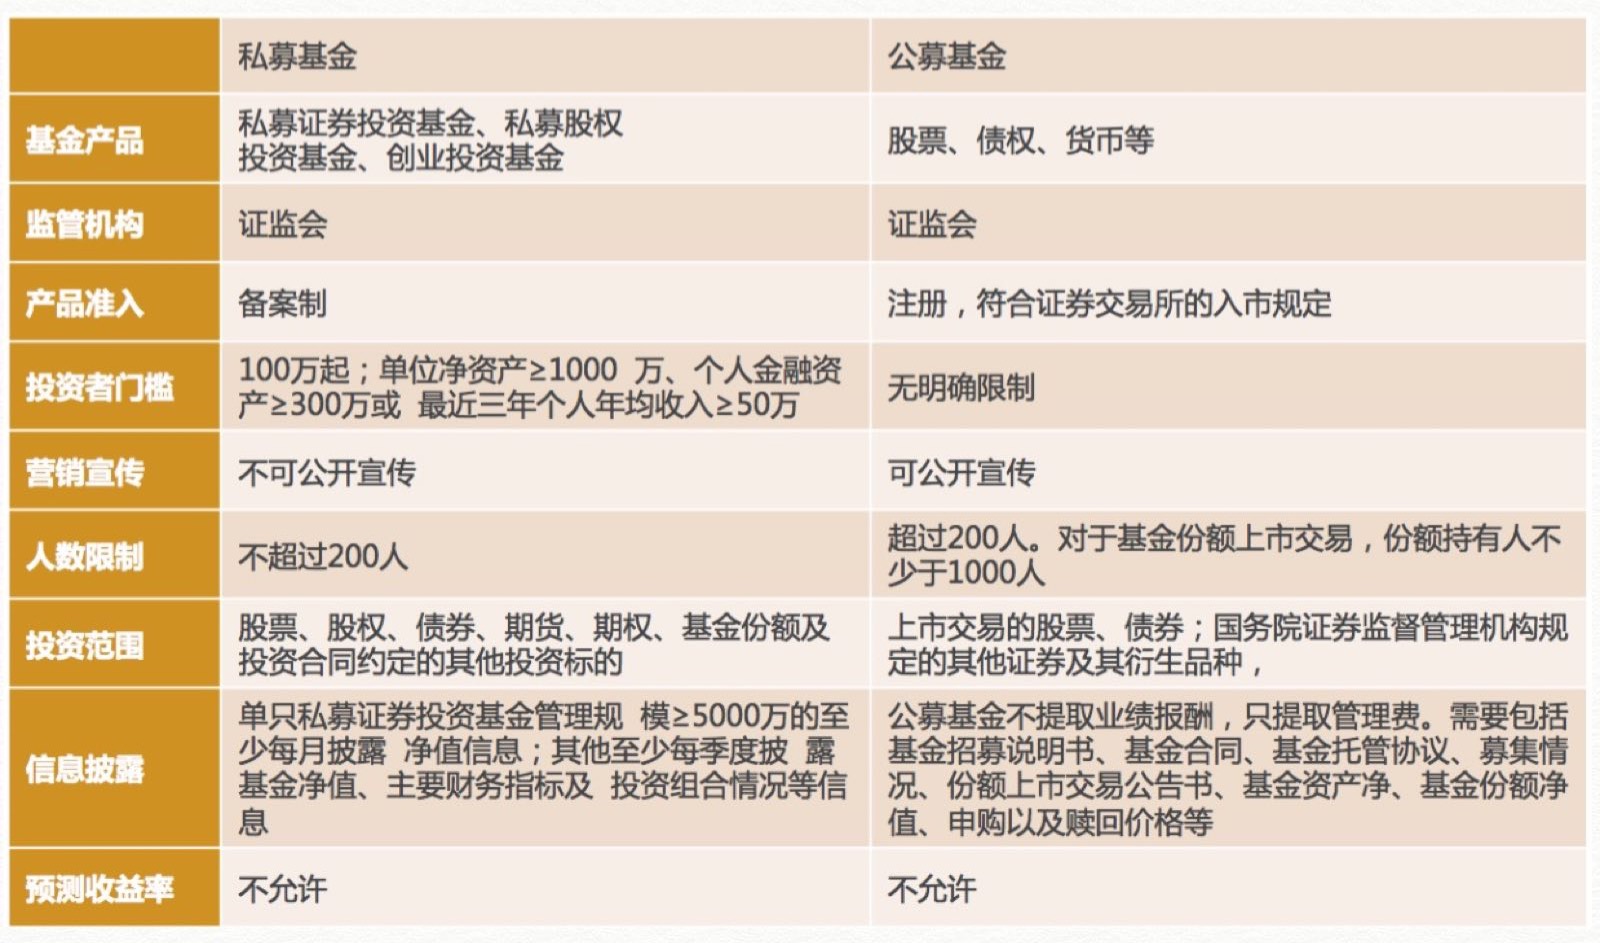 私募基金
公募基金
基金产品
私募证券投资基金、私募股权
投资基金、创业投资基金
股票、债权、货币等
监管机构
证监会
证监会
产品准入
备案制
注册，符合证券交易所的入市规定
投资者门槛
100万起；单位净资产≥1000 万、个人金融资
产≥300万或 最近三年个人年均收入≥50万
无明确限制
营销宣传
不可公开宣传
可公开宣传
人数限制
不超过200人
超过200人。对于基金份额上市交易，份额持有人不
少于1000人
投资范围
股票、股权、债券、期货、期权、基金份额及
投资合同约定的其他投资标的
上市交易的股票、债券；国务院证券监督管理机构规
定的其他证券及其衍生品种，
信息披露
单只私募证券投资基金管理规 模≥5000万的至
少每月披露 净值信息；其他至少每季度披 露
基金净值、主要财务指标及 投资组合情况等信
息
公募基金不提取业绩报酬，只提取管理费。需要包括
基金招募说明书、基金合同、基金托管协议、募集情
况、份额上市交易公告书、基金资产净、基金份额净
值、申购以及赎回价格等
预测收益率
不允许
不允许